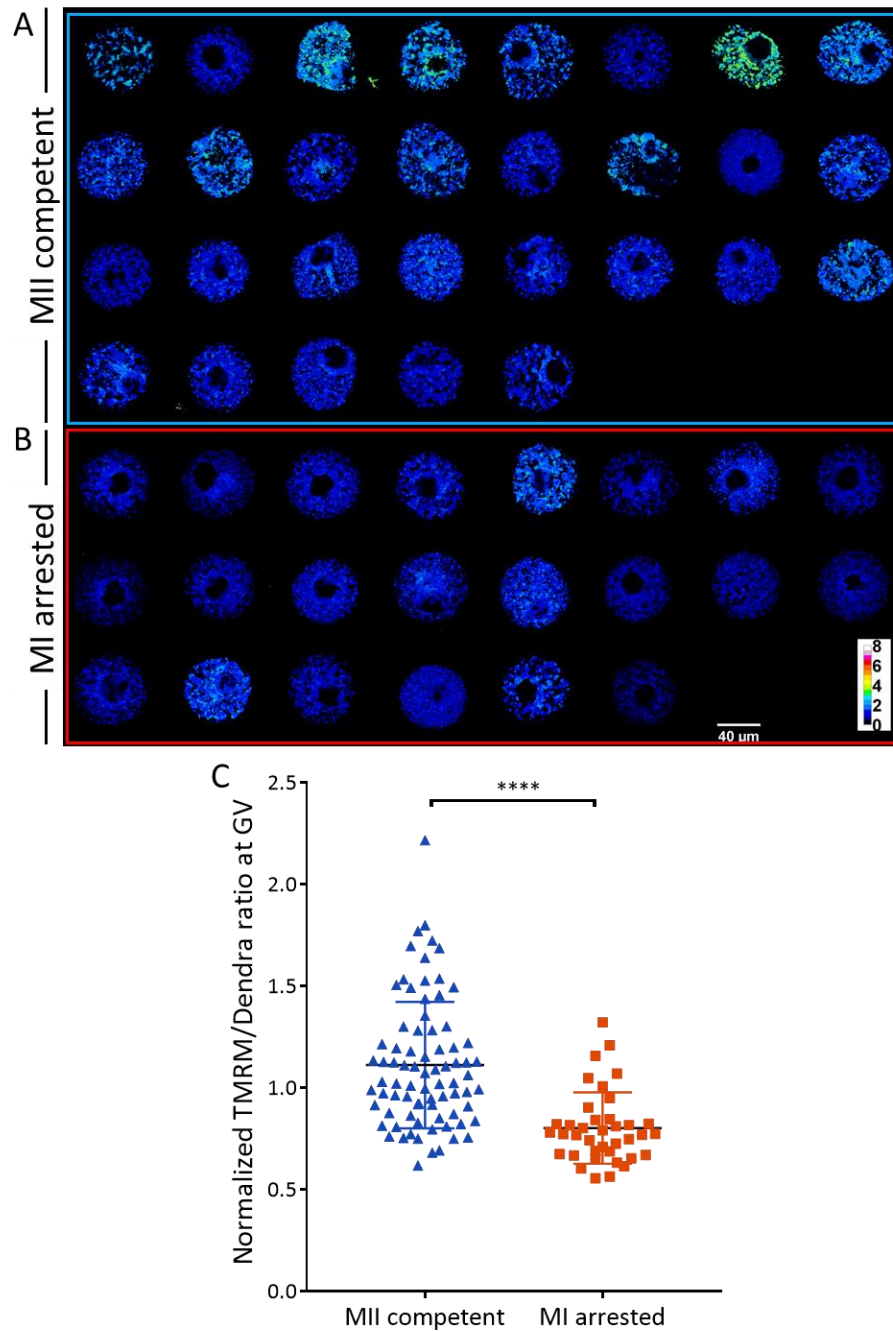 A
MII competent
B
MI arrested
8
6
4
2
0
40 µm
C
Normalized TMRM/Dendra ratio at GV
2.5
2.0
1.5
1.0
0.5
0.0
****
MII competent
MI arrested